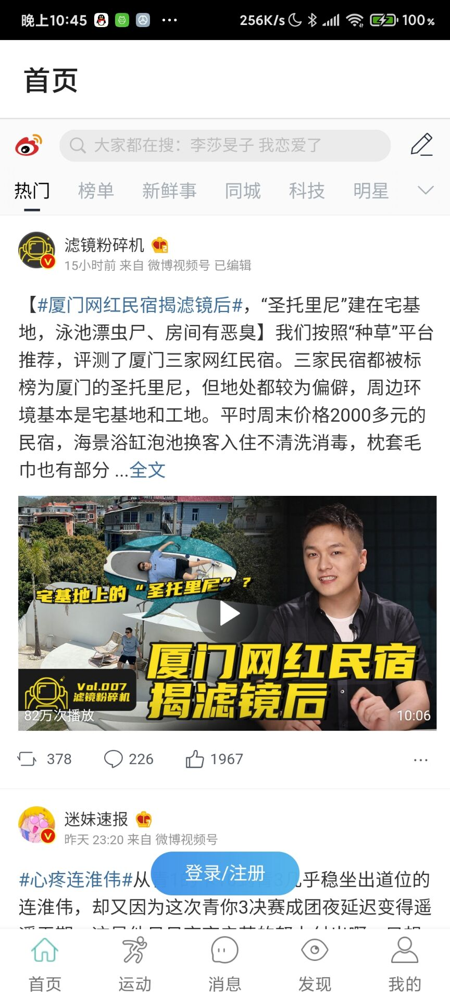 晚上10:45
256K/s
100%
首页
大家都在搜：李莎旻子 我恋爱了
热门 榜单 新鲜事 同城 科技 明星
滤镜粉碎机
15小时前 来自 微博视频号 已编辑
【#厦门网红民宿揭滤镜后#，“圣托里尼”建在宅基
地，泳池漂虫尸、房间有恶臭】我们按照“种草”平台
推荐，评测了厦门三家网红民宿。三家民宿都被标
榜为厦门的圣托里尼，但地处都较为偏僻，周边环
境基本是宅基地和工地。平时周末价格2000多元的
民宿，海景浴缸泡池换客入住不清洗消毒，枕套毛
巾也有部分 ...全文
宅基地上的“圣托里尼”？
厦门网红民宿
揭滤镜后
Vol.007
滤镜粉碎机
82万次播放
10:06
378 226 1967
迷妹速报
昨天 23:20 来自 微博视频号
登录/注册
#心疼连淮伟#从 几乎稳坐出道位的
连淮伟，却又因为这次青你3决赛成团夜延迟变得遥
首页 运动 消息 发现 我的